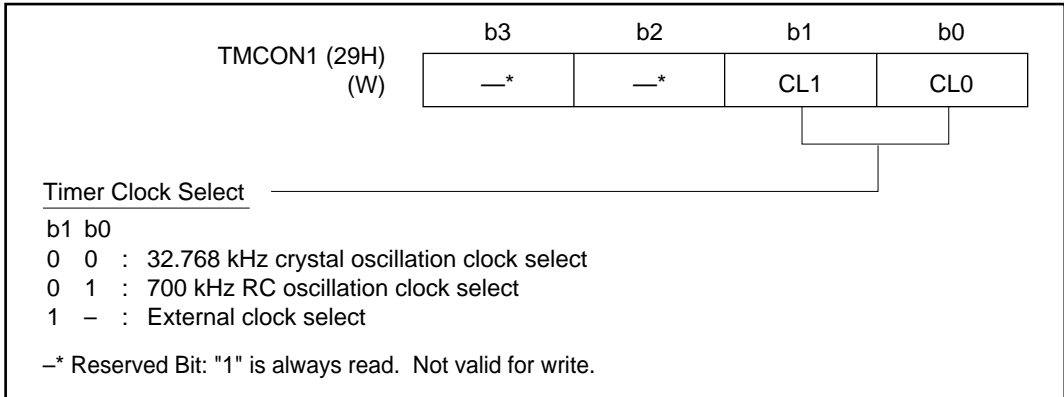 b3 b2 b1 b0
TMCON1 (29H)
(W)
—* —* CL1 CL0
Timer Clock Select
b1 b0
0 0 : 32.768 kHz crystal oscillation clock select
0 1 : 700 kHz RC oscillation clock select
1 – : External clock select
–* Reserved Bit: "1" is always read. Not valid for write.